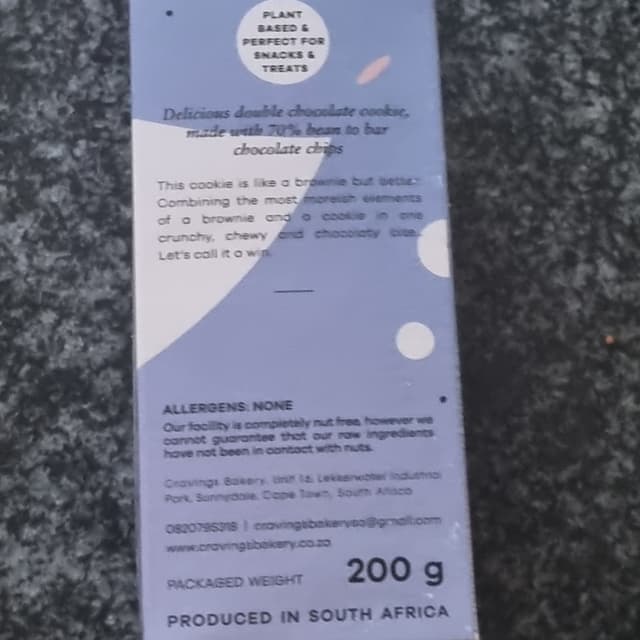 PLANT
BASED &
PERFECT FOR
SNACKS &
TREATS
Delicious double chocolate cookie,
made with 70% bean to bar
chocolate chips
This cookie is like a brownie but better.
Combining the most moreish elements
of a brownie and a cookie in one
crunchy, chewy and chocolaty bite.
Let's call it a win.
ALLERGENS: NONE
Our facility is completely nut free, however we
cannot guarantee that our raw ingredients
have not been in contact with nuts.
Cravings Bakery, Unit 16, Lekkerwater Industrial
Park, Sunnydale, Cape Town, South Africa
0820795918 | cravingsbakerysa@gmail.com
www.cravingsbakery.co.za
PACKAGED WEIGHT 200 g
PRODUCED IN SOUTH AFRICA